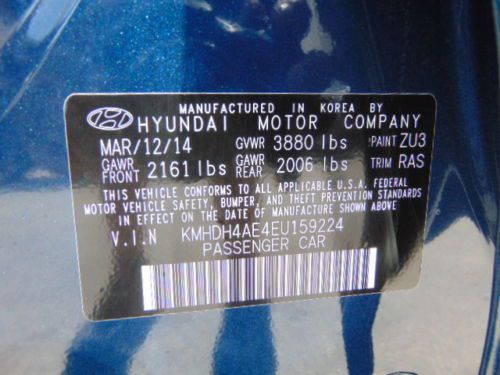 MANUFACTURED IN KOREA BY
HYUNDAI MOTOR COMPANY
MAR/12/14 GVWR 3880 lbs PAINT ZU3
GAWR FRONT 2161 lbs GAWR REAR 2006 lbs TRIM RAS
THIS VEHICLE CONFORMS TO ALL APPLICABLE U.S.A. FEDERAL
MOTOR VEHICLE SAFETY, BUMPER, AND THEFT PREVENTION STANDARDS
IN EFFECT ON THE DATE OF MANUFACTURE SHOWN ABOVE.
V.I.N KMHDH4AE4EU159224
PASSENGER CAR